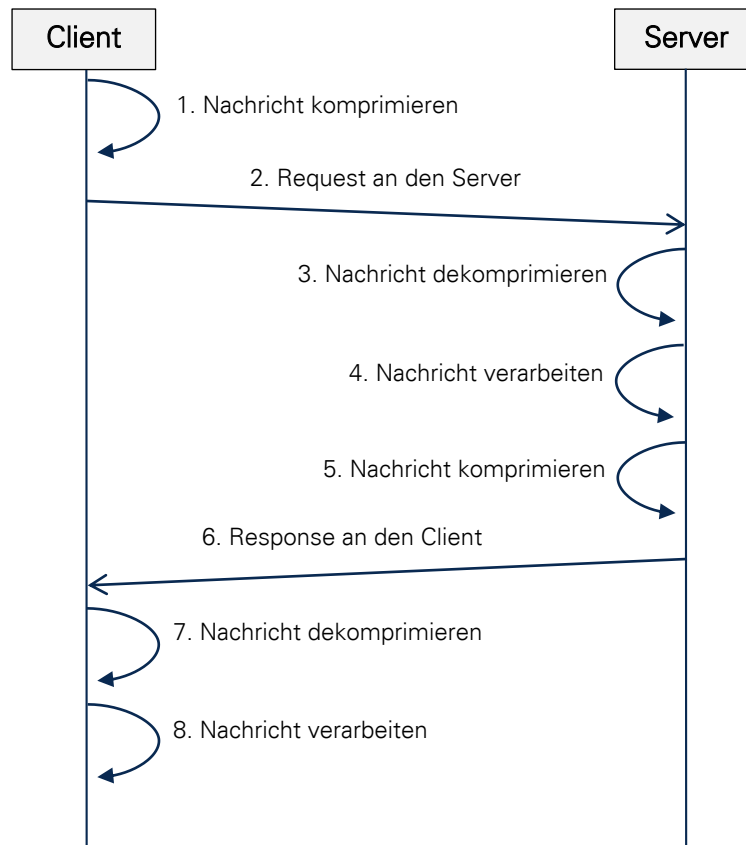 Client
Server
1. Nachricht komprimieren
2. Request an den Server
3. Nachricht dekomprimieren
4. Nachricht verarbeiten
5. Nachricht komprimieren
6. Response an den Client
7. Nachricht dekomprimieren
8. Nachricht verarbeiten